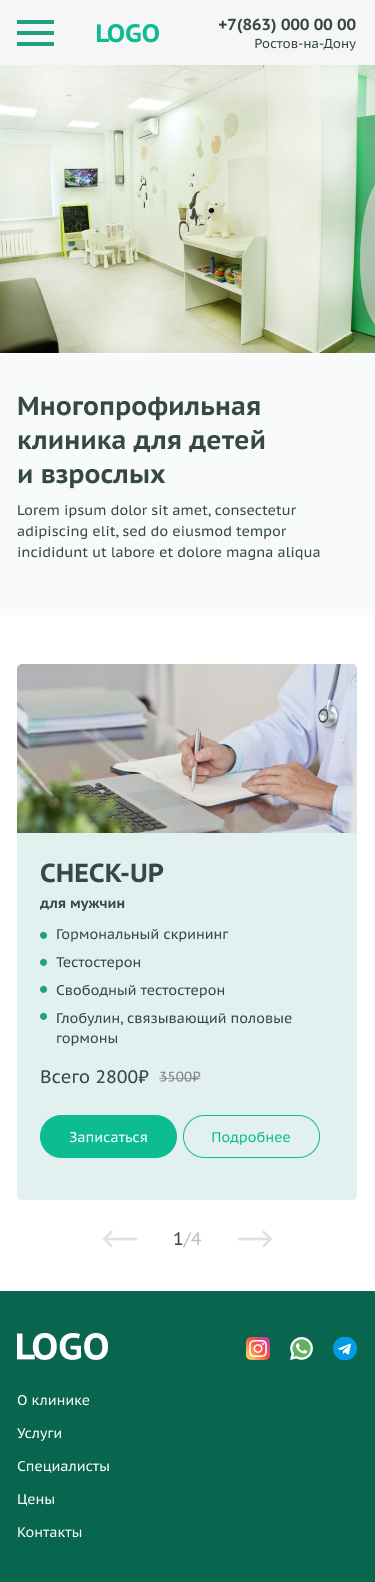 LOGO
+7(863) 000 00 00
Ростов-на-Дону
Многопрофильная
клиника для детей
и взрослых
Lorem ipsum dolor sit amet, consectetur
adipiscing elit, sed do eiusmod tempor
incididunt ut labore et dolore magna aliqua
CHECK-UP
для мужчин
Гормональный скрининг
Тестостерон
Свободный тестостерон
Глобулин, связывающий половые
гормоны
Всего 2800₽ 3500₽
Записаться Подробнее
1/4
LOGO
О клинике
Услуги
Специалисты
Цены
Контакты